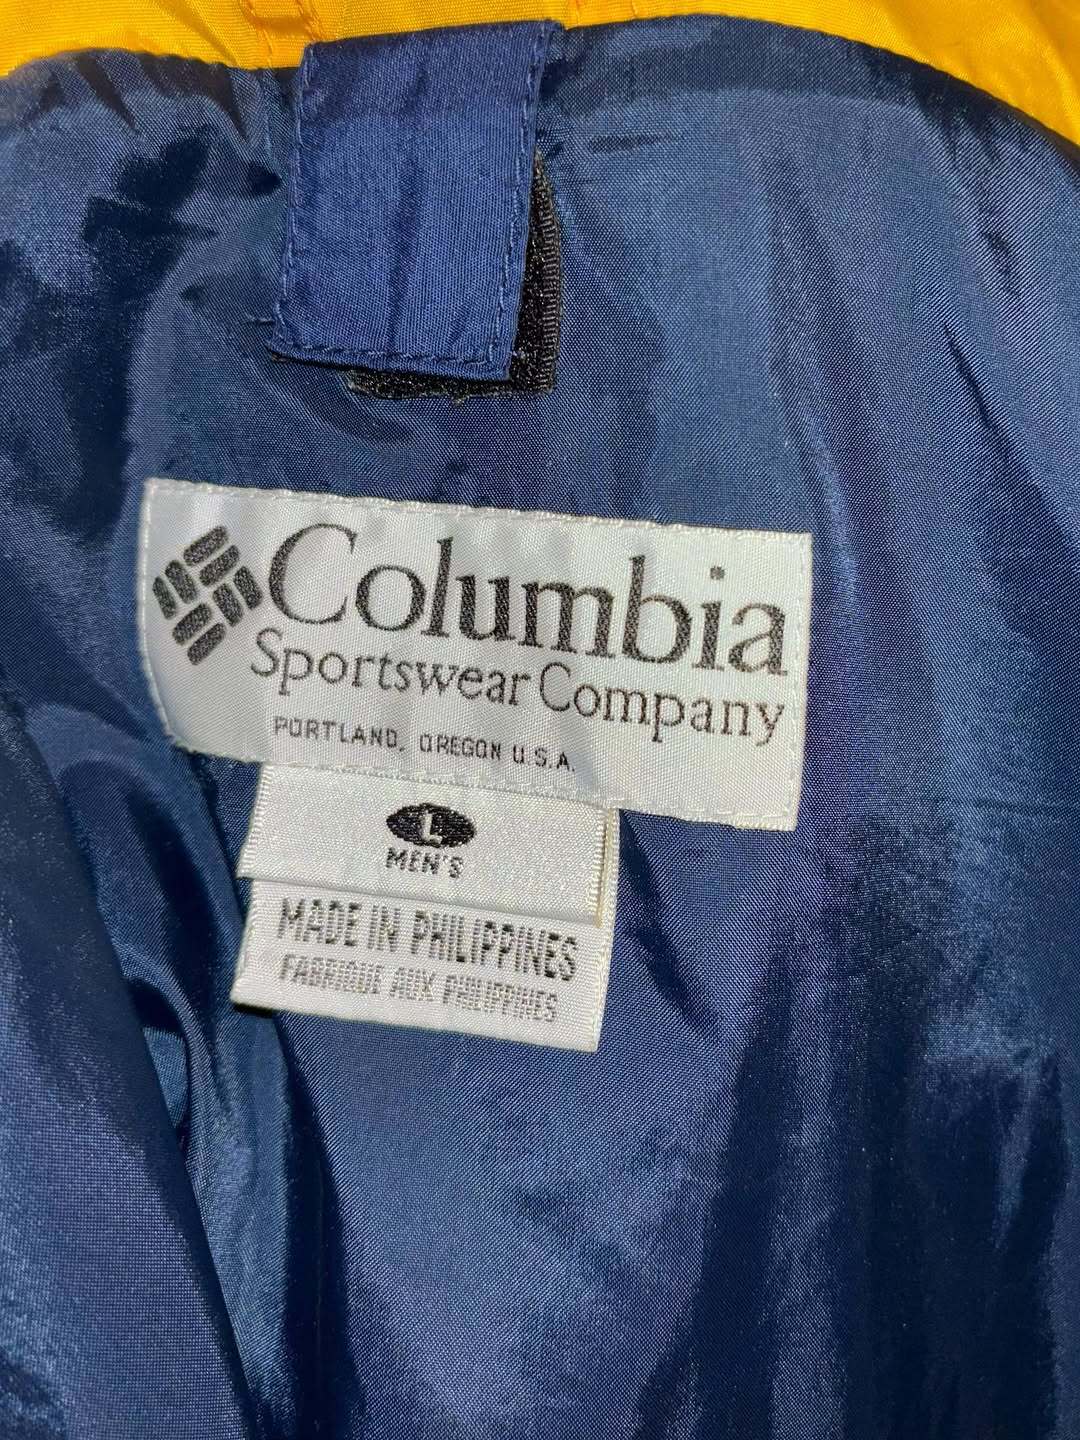 Columbia
Sportswear Company
PORTLAND, OREGON U.S.A.
L
MEN'S
MADE IN PHILIPPINES
FABRIQUE AUX PHILIPPINES